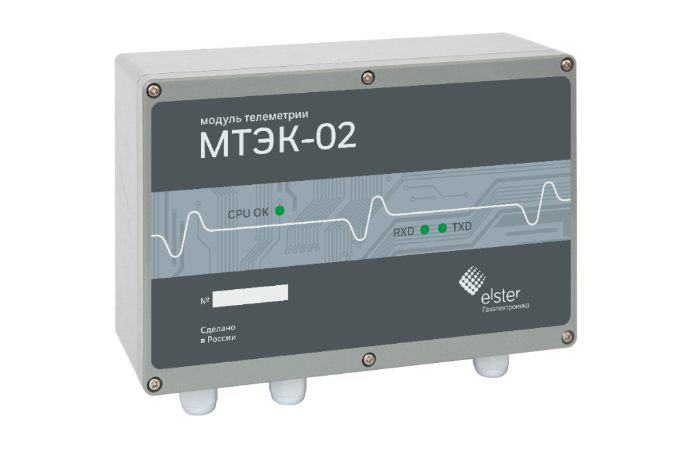 модуль телеметрии
МТЭК-02
CPU OK
RXD
TXD
№
elster
Газэлектроника
Сделано
в России